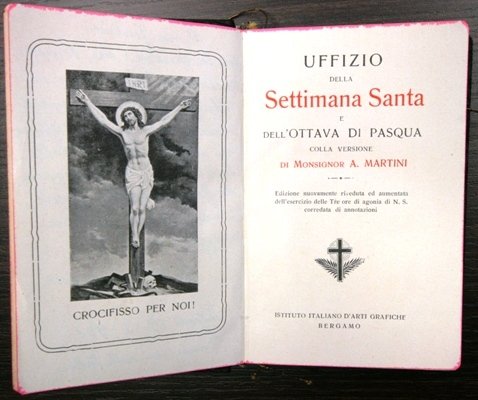 CROCIFISSO PER NOI!
UFFIZIO
DELLA
Settimana Santa
E
DELL'OTTAVA DI PASQUA
COLLA VERSIONE
DI MONSIGNOR A. MARTINI
Edizione nuovamente riveduta ed aumentata
dell'esercizio delle Tre ore di agonia di N. S.
corredata di annotazioni
ISTITUTO ITALIANO D'ARTI GRAFICHE
BERGAMO